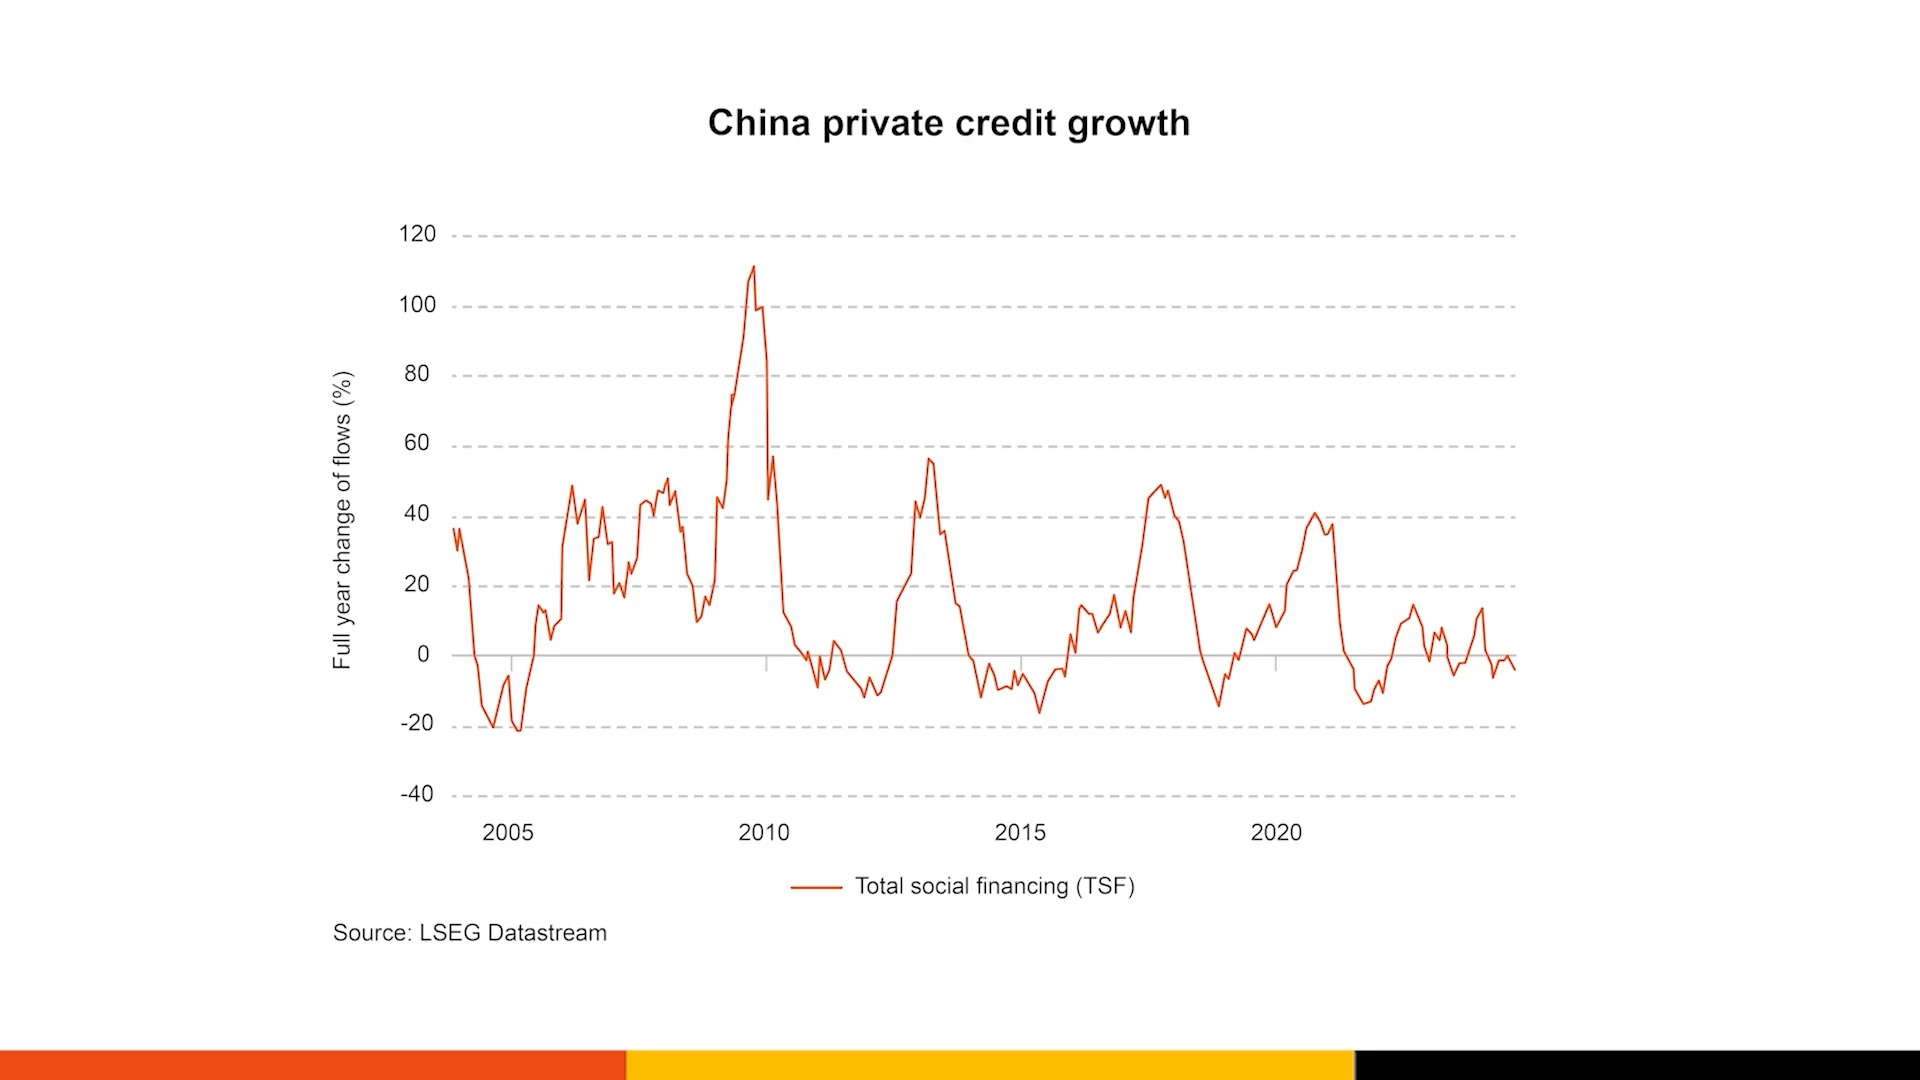 China private credit growth
120
100
80
60
40
20
0
-20
-40
Full year change of flows (%)
2005 2010 2015 2020
Total social financing (TSF)
Source: LSEG Datastream